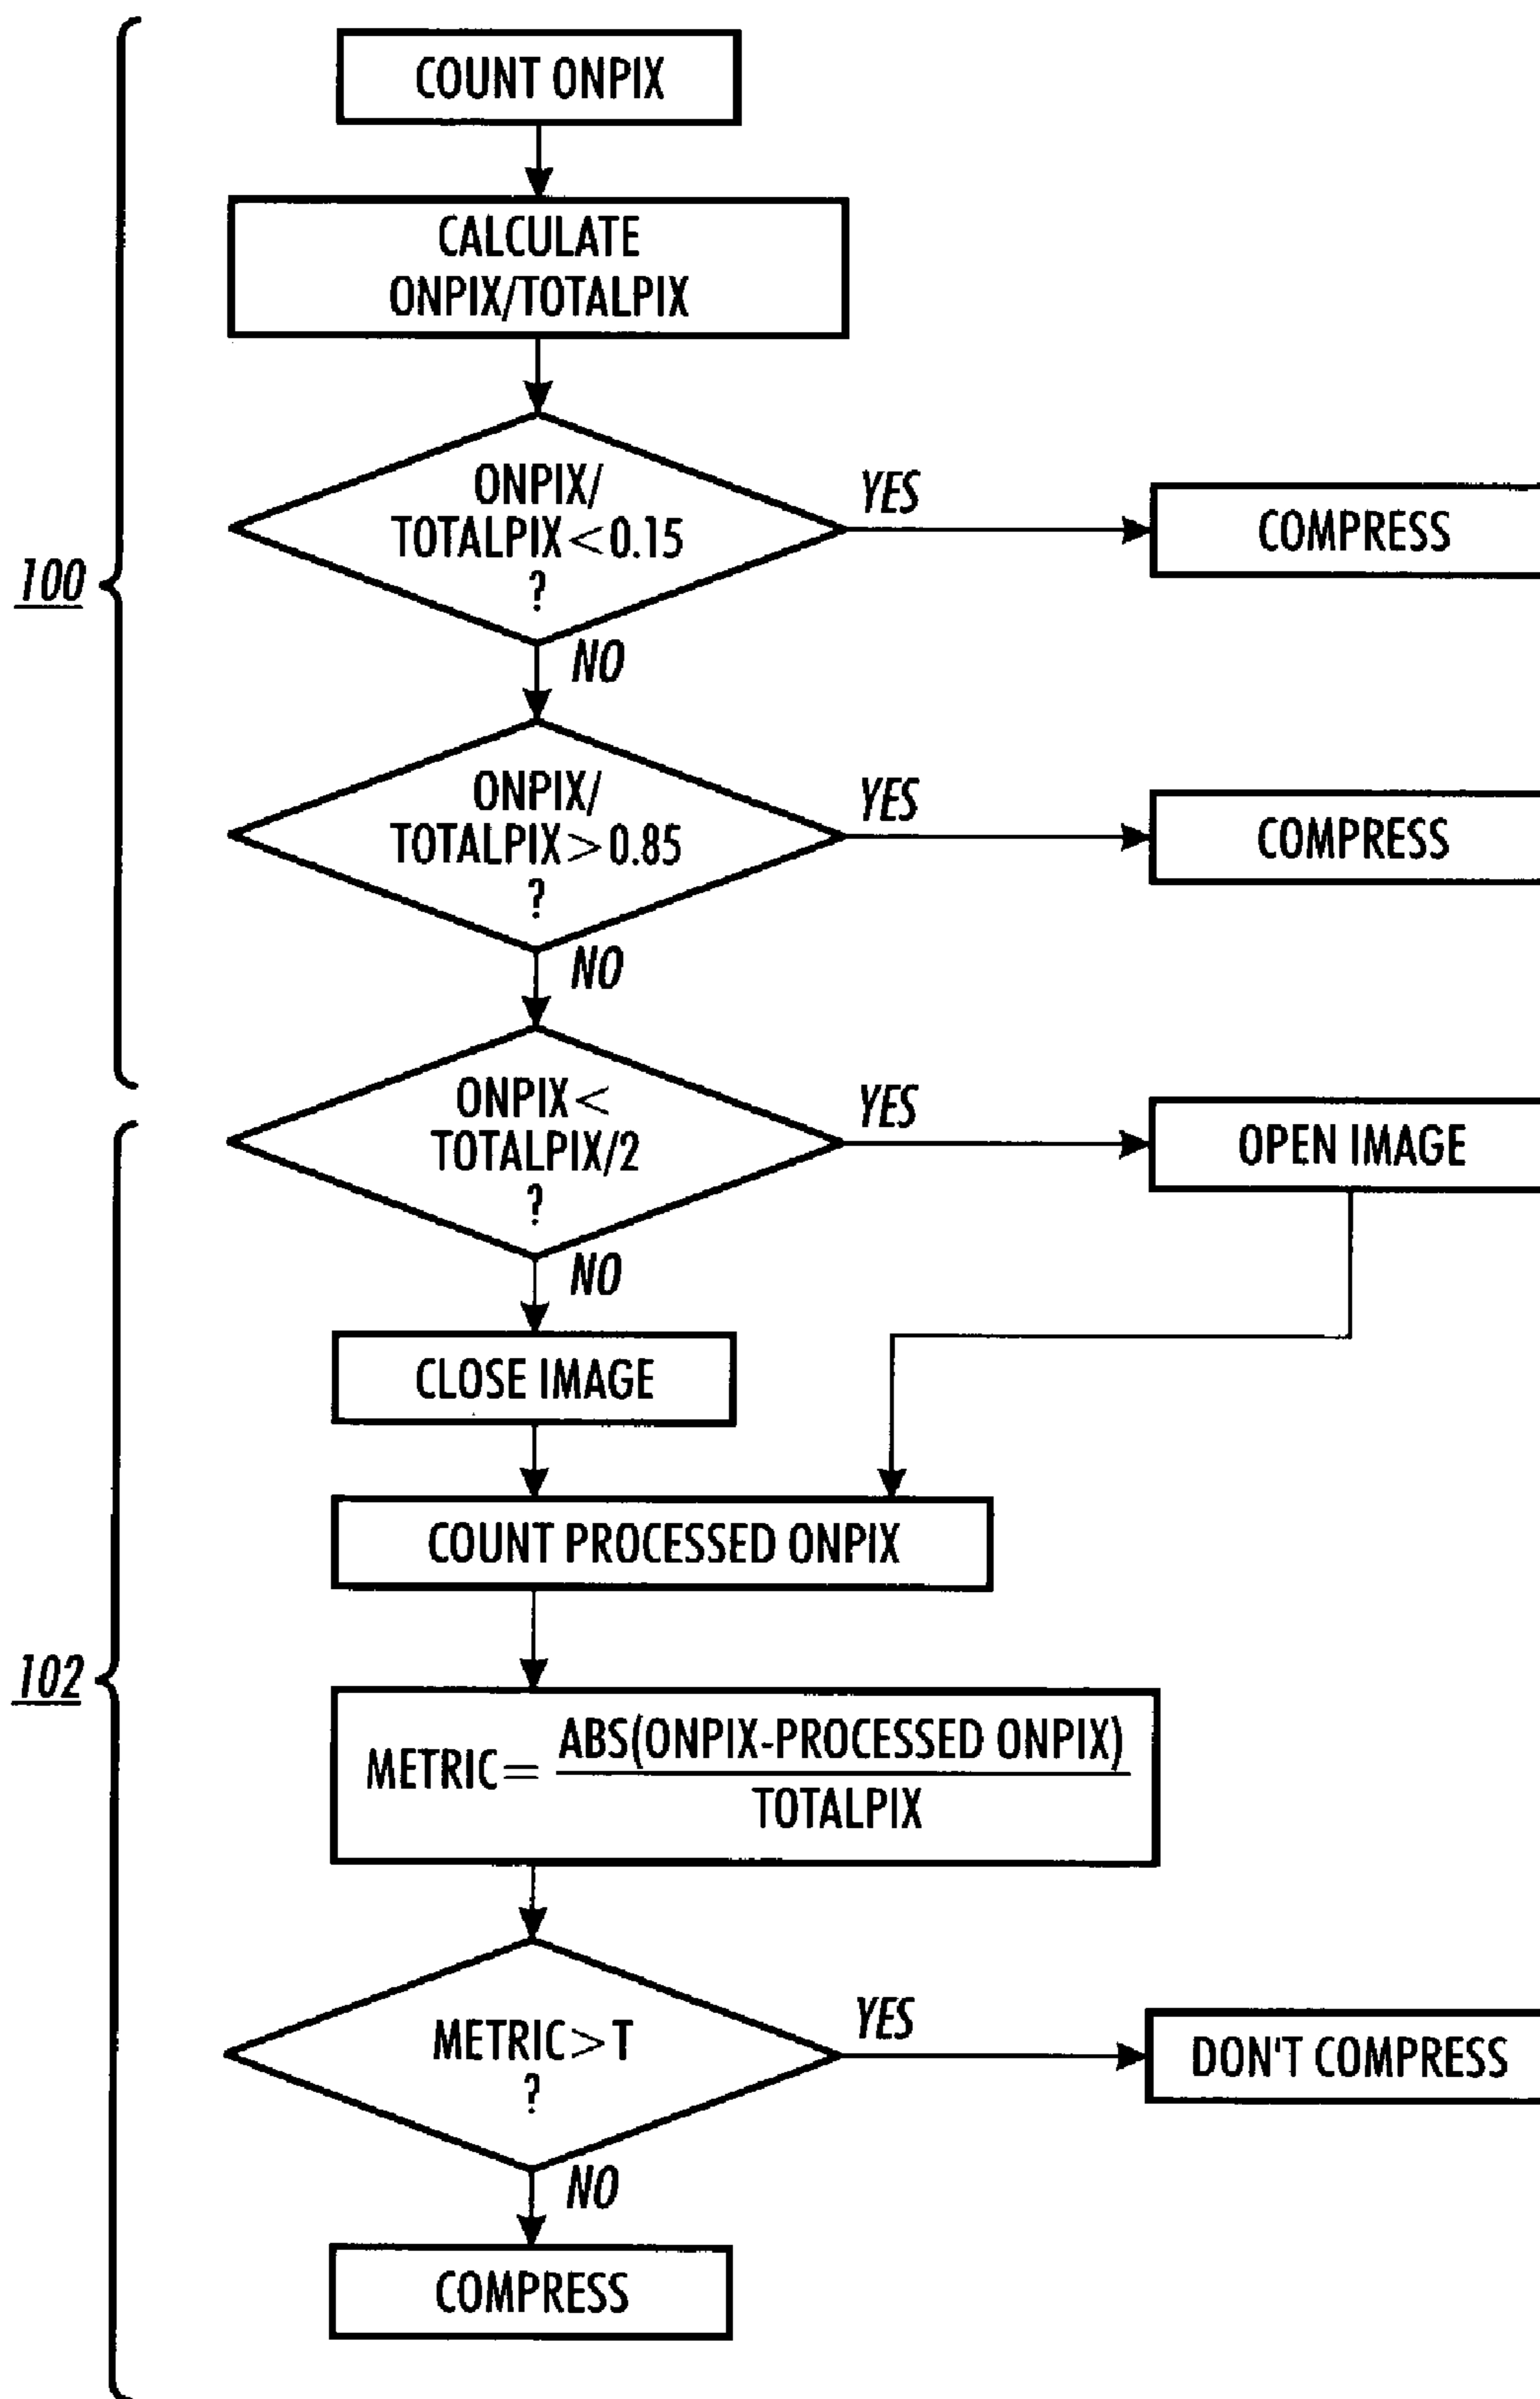 COUNT ONPIX
CALCULATE
ONPIX/TOTALPIX
ONPIX/
TOTALPIX<0.15
?
YES
COMPRESS
100
NO
ONPIX/
TOTALPIX>0.85
?
YES
COMPRESS
NO
ONPIX<
TOTALPIX/2
?
YES
OPEN IMAGE
NO
CLOSE IMAGE
COUNT PROCESSED ONPIX
102
METRIC= ABS(ONPIX-PROCESSED ONPIX)
TOTALPIX
METRIC>T
?
YES
DON'T COMPRESS
NO
COMPRESS